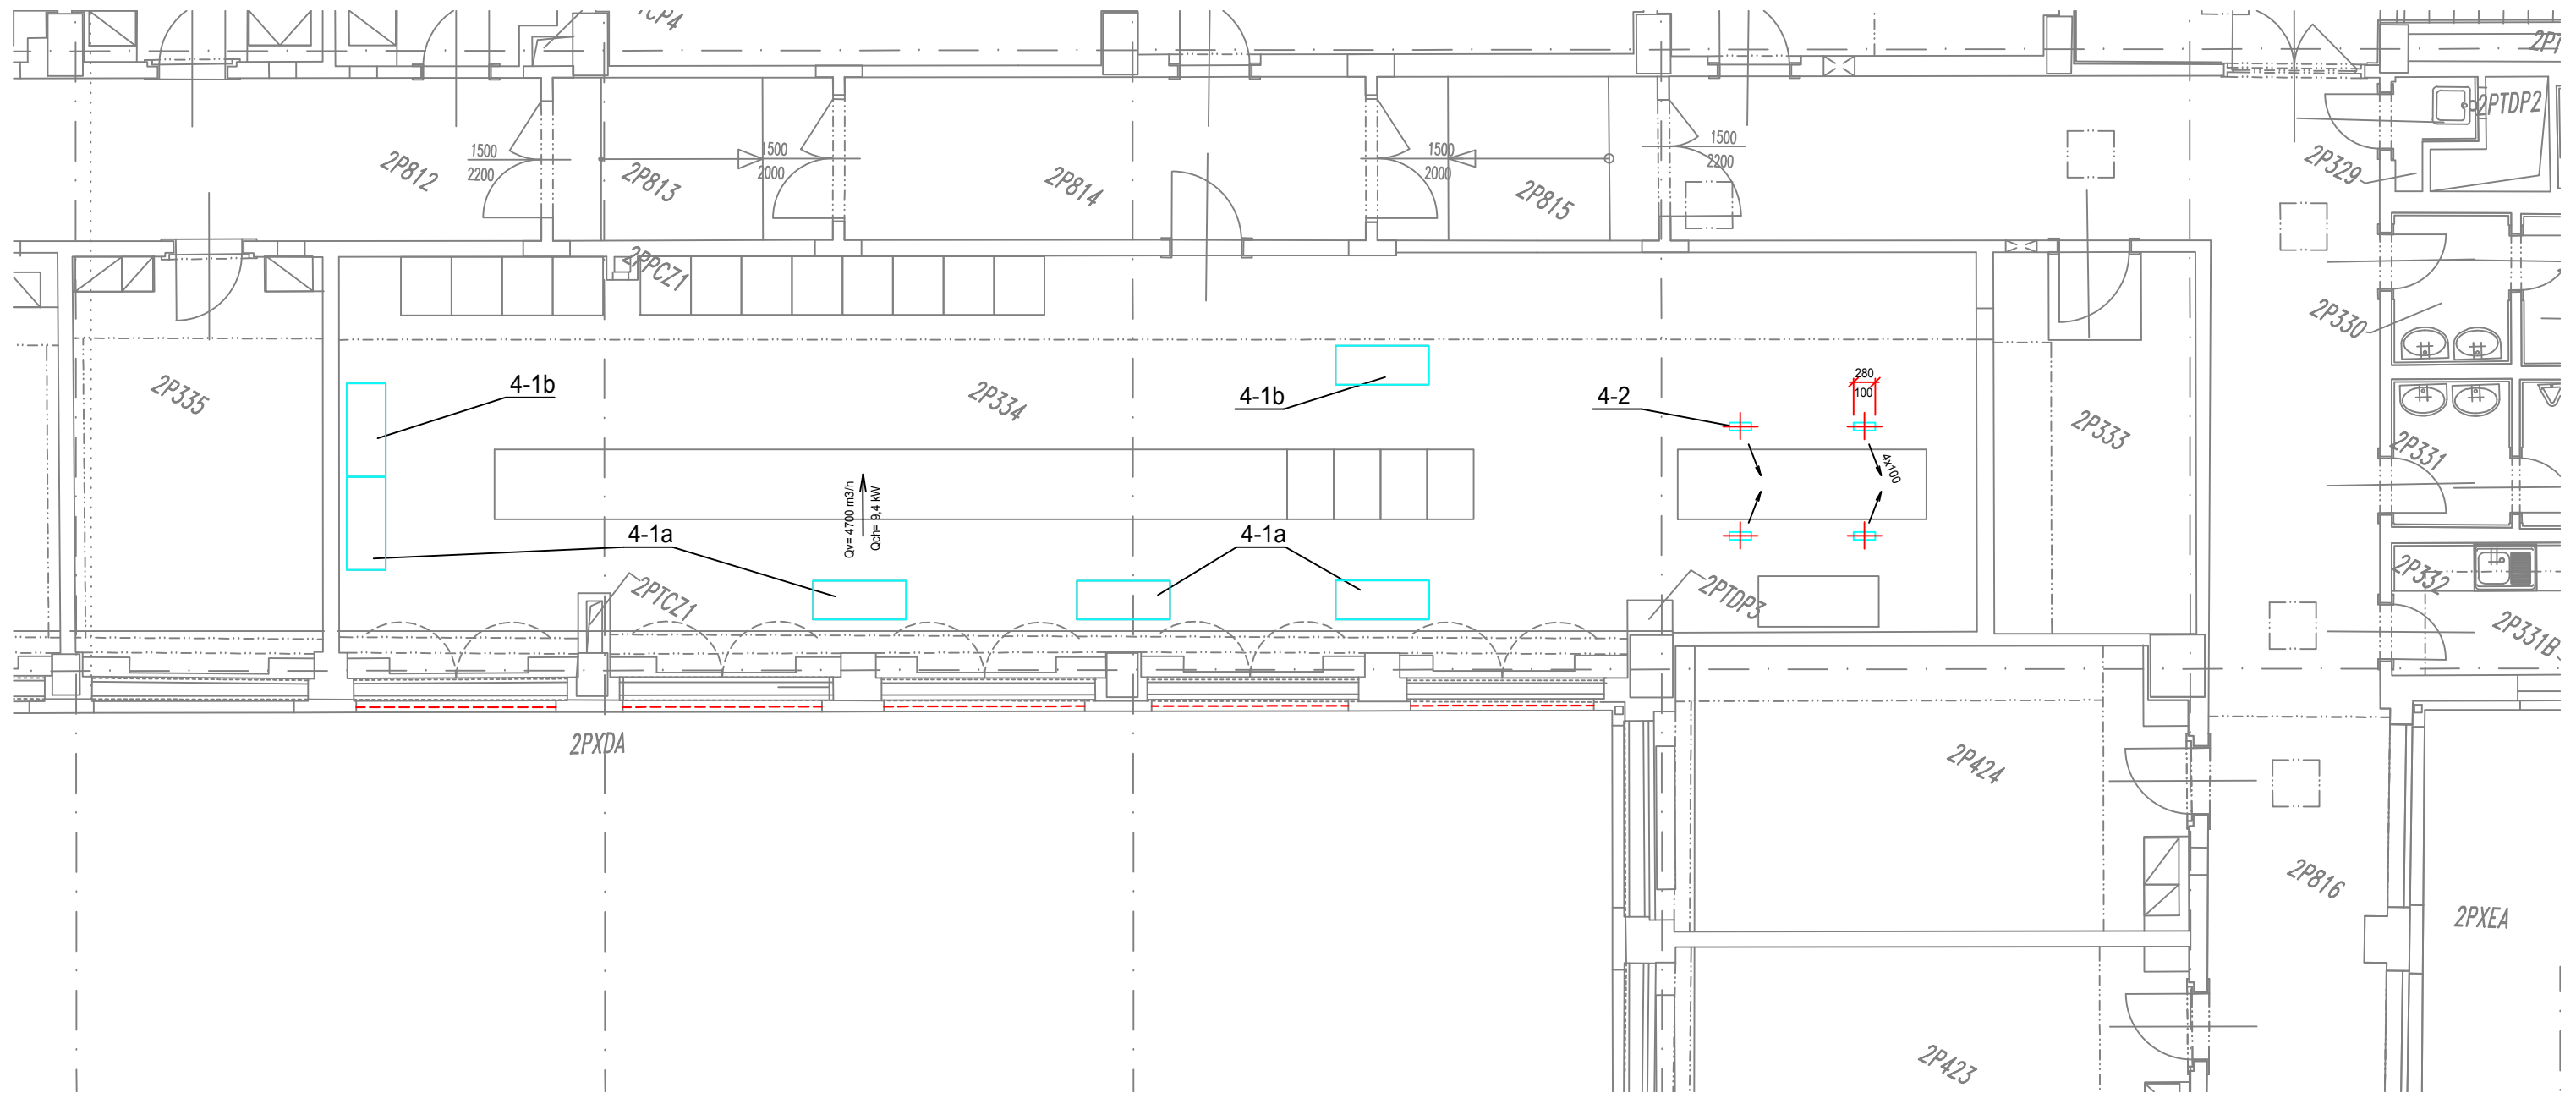 2PTDP2
1500
2200
1500
2000
1500
2000
1500
2200
2P812
2P813
2P814
2P815
2P329
2PPCZ1
2P330
2P335
4-1b
2P334
4-1b
4-2
280
100
2P333
2P331
4x100
Qv= 4700 m3/h
Qch= 9,4 kW
4-1a
4-1a
2PTCZ1
2PTDP3
2P332
2P331B
2PXDA
2P424
2P816
2PXEA
2P423